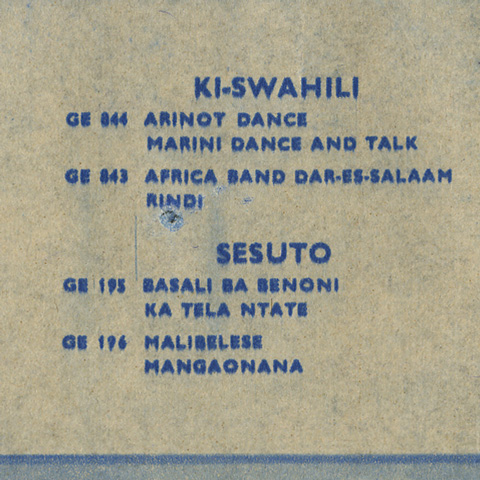 KI-SWAHILI
GE 844 ARINOT DANCE
MARINI DANCE AND TALK
GE 843 AFRICA BAND DAR-ES-SALAAM
RINDI
SESUTO
GE 195 BASALI BA BENONI
KA TELA NTATE
GE 196 MALIBELESE
MANGAONANA